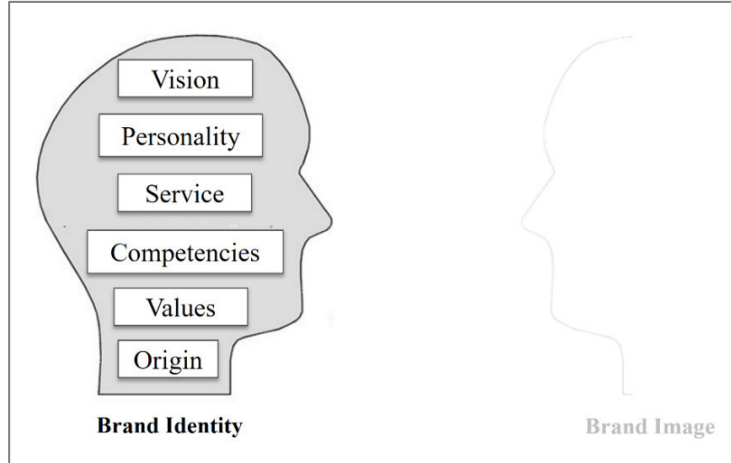 Vision
Personality
Service
Competencies
Values
Origin
Brand Identity
Brand Image